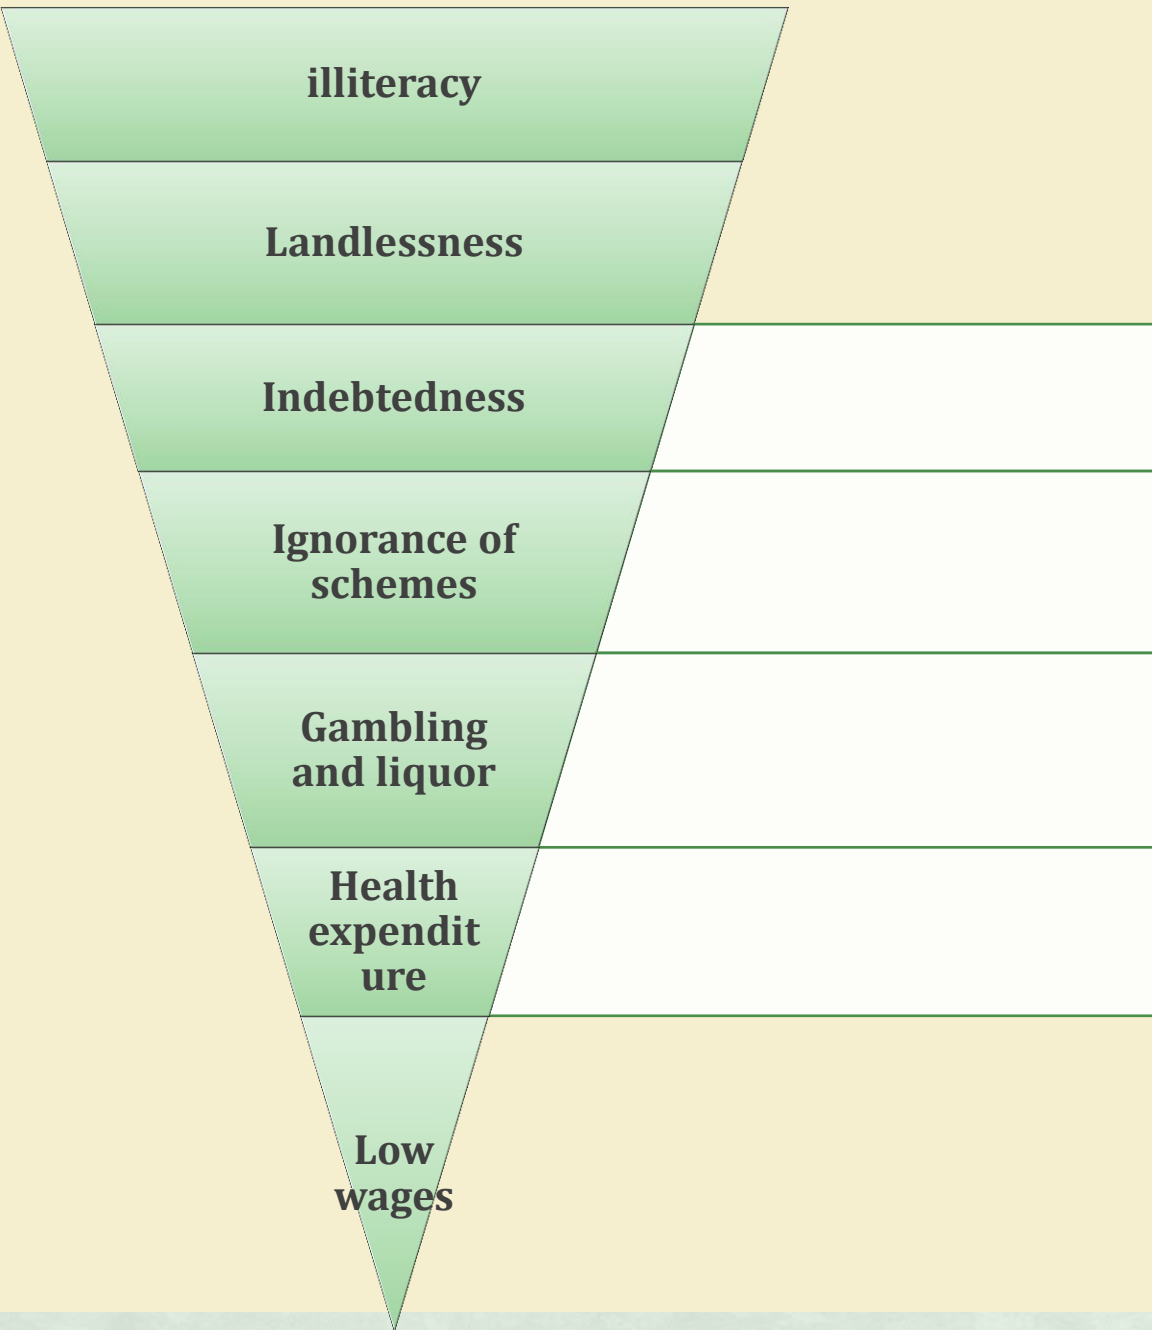 illiteracy
Landlessness
Indebtedness
Ignorance of
schemes
Gambling
and liquor
Health
expendit
ure
Low
wages